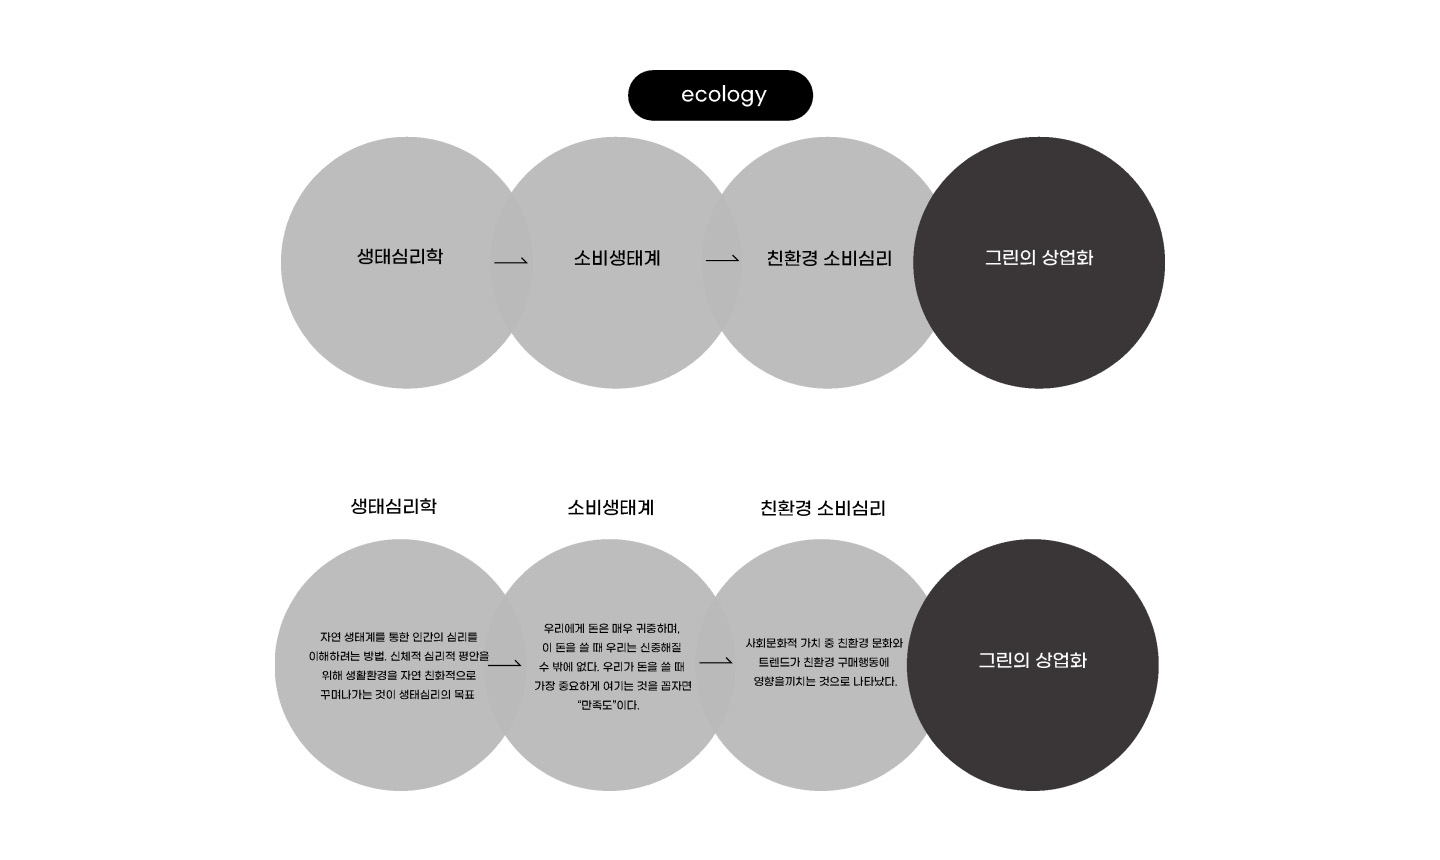 ecology
생태심리학
소비생태계
친환경 소비심리
그린의 상업화
생태심리학
소비생태계
친환경 소비심리
자연 생태계를 통한 인간의 심리를
이해하려는 방법, 신체적 심리적 평안을
위해 생활환경을 자연 친화적으로
꾸며나가는 것이 생태심리의 목표
우리에게 돈은 매우 귀중하며,
이 돈을 쓸 때 우리는 신중해질
수 밖에 없다. 우리가 돈을 쓸 때
가장 중요하게 여기는 것을 꼽자면
“만족도”이다.
사회문화적 가치 중 친환경 문화와
트렌드가 친환경 구매행동에
영향을끼치는 것으로 나타났다.
그린의 상업화